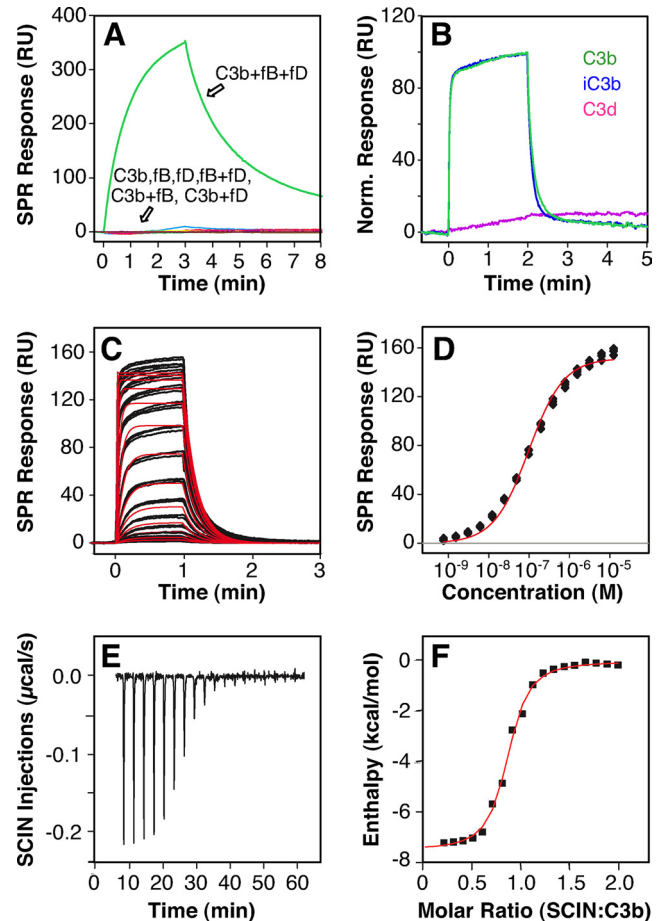 A
SPR Response (RU)
400
300
200
100
0
C3b+fB+fD
C3b,fB,fD,fB+fD,
C3b+fB, C3b+fD
0 1 2 3 4 5 6 7 8
Time (min)
B
Norm. Response (RU)
120
80
40
0
C3b
iC3b
C3d
0 1 2 3 4 5
Time (min)
C
SPR Response (RU)
160
120
80
40
0
0 1 2 3
Time (min)
D
SPR Response (RU)
160
120
80
40
0
10-9 10-8 10-7 10-6 10-5
Concentration (M)
E
SCIN Injections (µcal/s)
0.0
-0.1
-0.2
0 10 20 30 40 50 60
Time (min)
F
Enthalpy (kcal/mol)
0
-2
-4
-6
-8
0 0.5 1.0 1.5 2.0
Molar Ratio (SCIN:C3b)